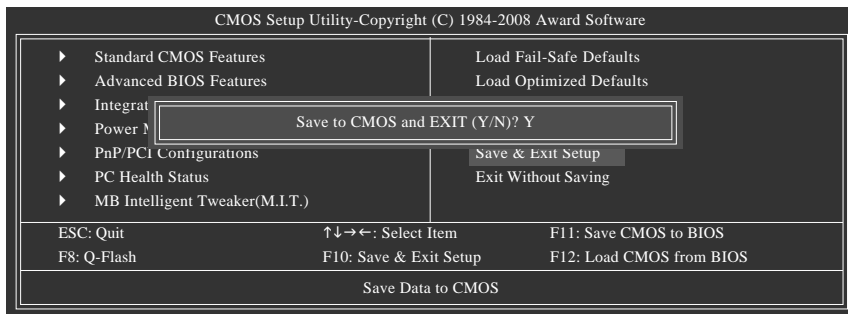 CMOS Setup Utility-Copyright (C) 1984-2008 Award Software
Standard CMOS Features
Advanced BIOS Features
Integrat
Power
PnP/PCI Configurations
PC Health Status
MB Intelligent Tweaker(M.I.T.)
Load Fail-Safe Defaults
Load Optimized Defaults
Save & Exit Setup
Exit Without Saving
Save to CMOS and EXIT (Y/N)? Y
ESC: Quit ↑↓→←: Select Item F11: Save CMOS to BIOS
F8: Q-Flash F10: Save & Exit Setup F12: Load CMOS from BIOS
Save Data to CMOS